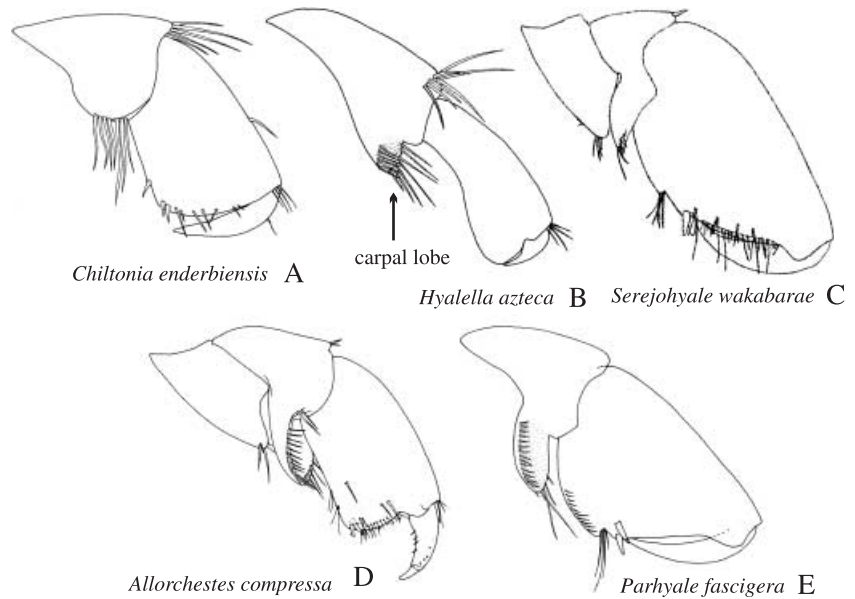 carpal lobe
Chiltonia enderbiensis A
Hyalella azteca B
Serejohyale wakabarae C
Allorchestes compressa D
Parhyale fascigera E